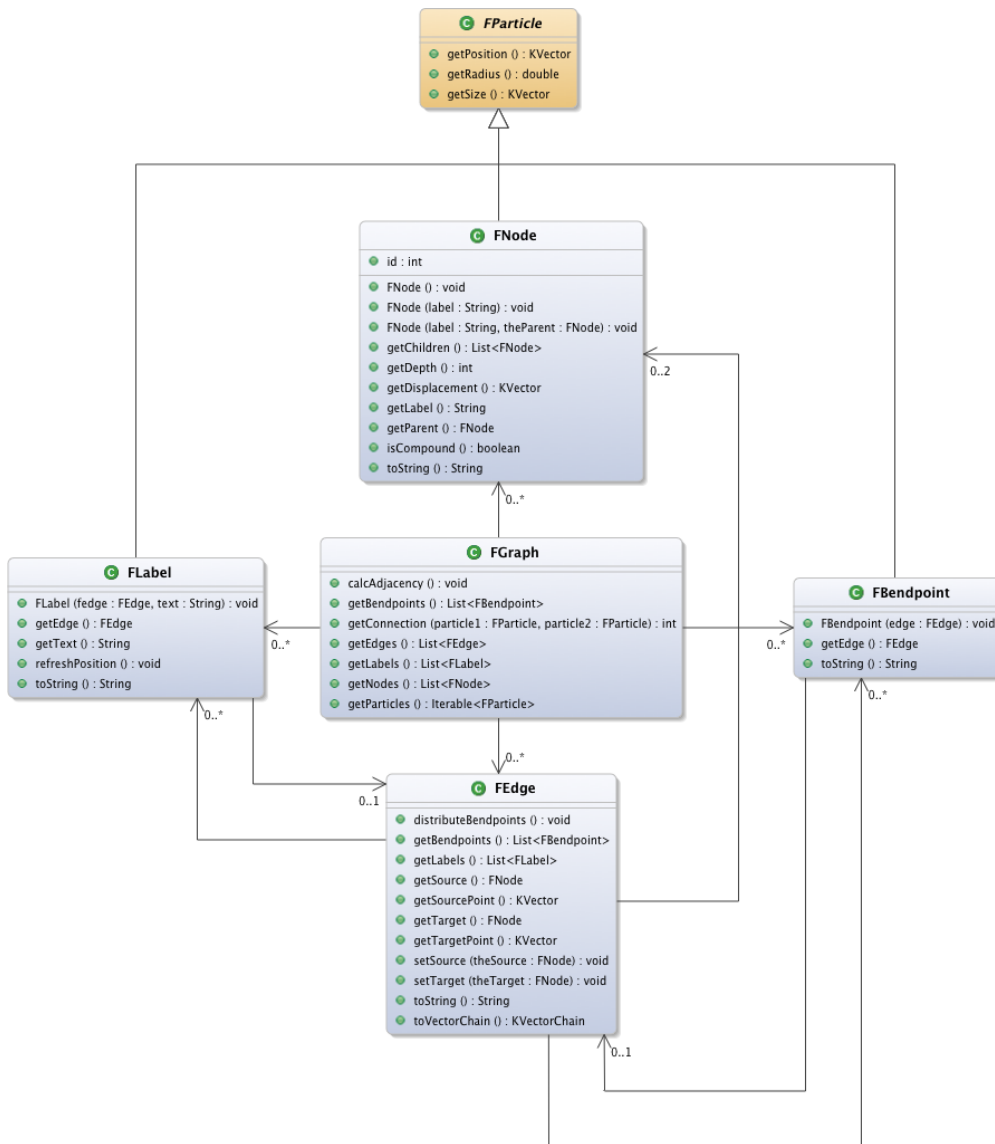 C FParticle
getPosition () : KVector
getRadius () : double
getSize () : KVector
C FNode
id : int
FNode () : void
FNode (label : String) : void
FNode (label : String, theParent : FNode) : void
getChildren () : List<FNode>
getDepth () : int
getDisplacement () : KVector
getLabel () : String
getParent () : FNode
isCompound () : boolean
toString () : String
0..2
0..*
C FLabel
FLabel (fedge : FEdge, text : String) : void
getEdge () : FEdge
getText () : String
refreshPosition () : void
toString () : String
0..*
0..*
0..1
C FGraph
calcAdjacency () : void
getBendpoints () : List<FBendpoint>
getConnection (particle1 : FParticle, particle2 : FParticle) : int
getEdges () : List<FEdge>
getLabels () : List<FLabel>
getNodes () : List<FNode>
getParticles () : Iterable<FParticle>
0..*
C FBendpoint
FBendpoint (edge : FEdge) : void
getEdge () : FEdge
toString () : String
0..*
0..*
C FEdge
distributeBendpoints () : void
getBendpoints () : List<FBendpoint>
getLabels () : List<FLabel>
getSource () : FNode
getSourcePoint () : KVector
getTarget () : FNode
getTargetPoint () : KVector
setSource (theSource : FNode) : void
setTarget (theTarget : FNode) : void
toString () : String
toVectorChain () : KVectorChain
0..1